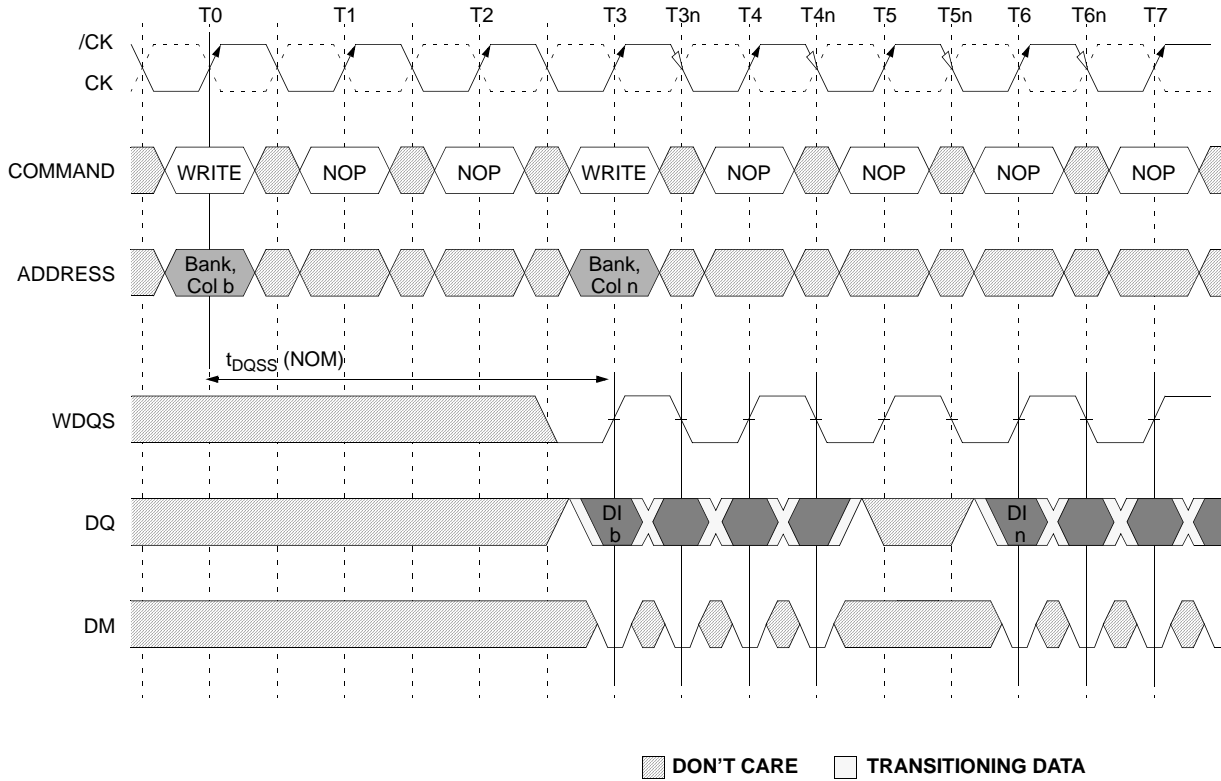 T0 T1 T2 T3 T3n T4 T4n T5 T5n T6 T6n T7
/CK
CK
COMMAND WRITE NOP NOP WRITE NOP NOP NOP NOP
ADDRESS Bank, Col b Bank, Col n
tDQSS (NOM)
WDQS
DQ DI b DI n
DM
DON'T CARE TRANSITIONING DATA